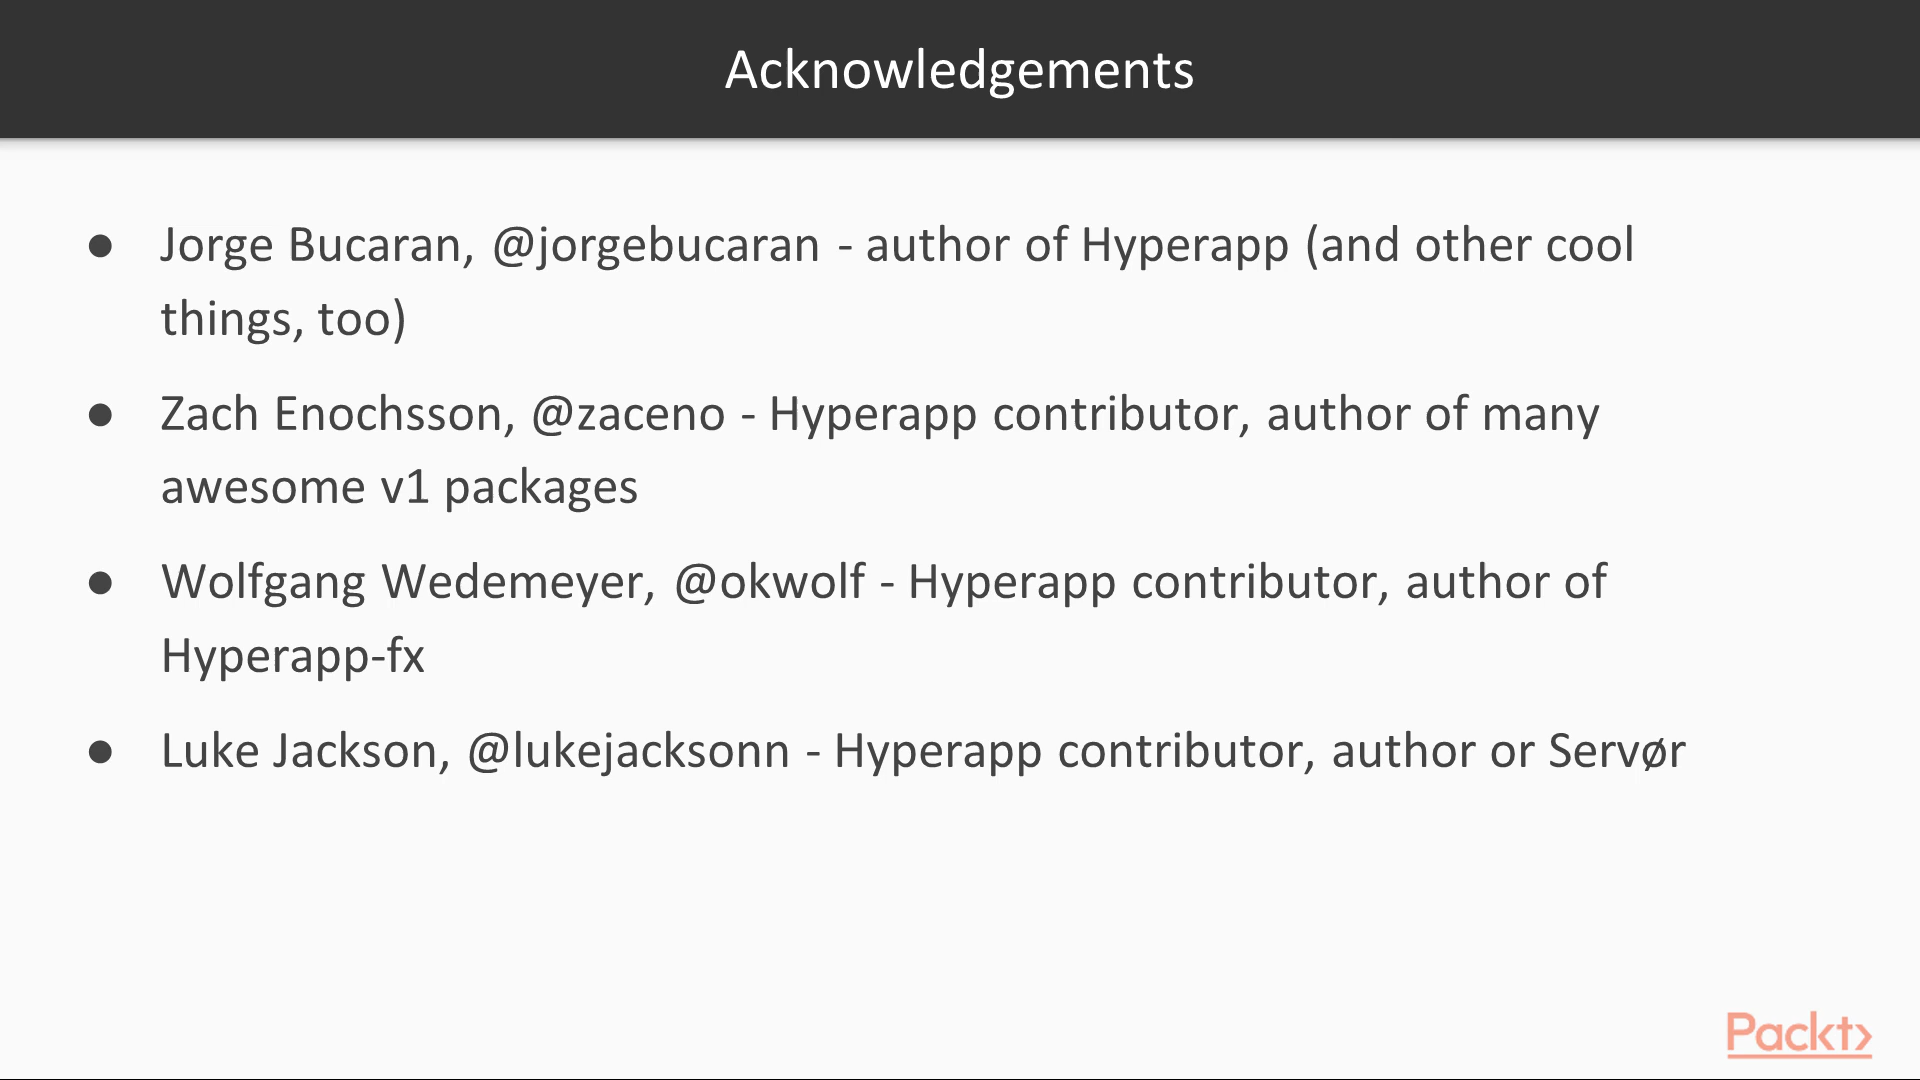 Acknowledgements
● Jorge Bucaran, @jorgebucaran - author of Hyperapp (and other cool
things, too)
● Zach Enochsson, @zaceno - Hyperapp contributor, author of many
awesome v1 packages
● Wolfgang Wedemeyer, @okwolf - Hyperapp contributor, author of
Hyperapp-fx
● Luke Jackson, @lukejacksonn - Hyperapp contributor, author or Servør
Packt>